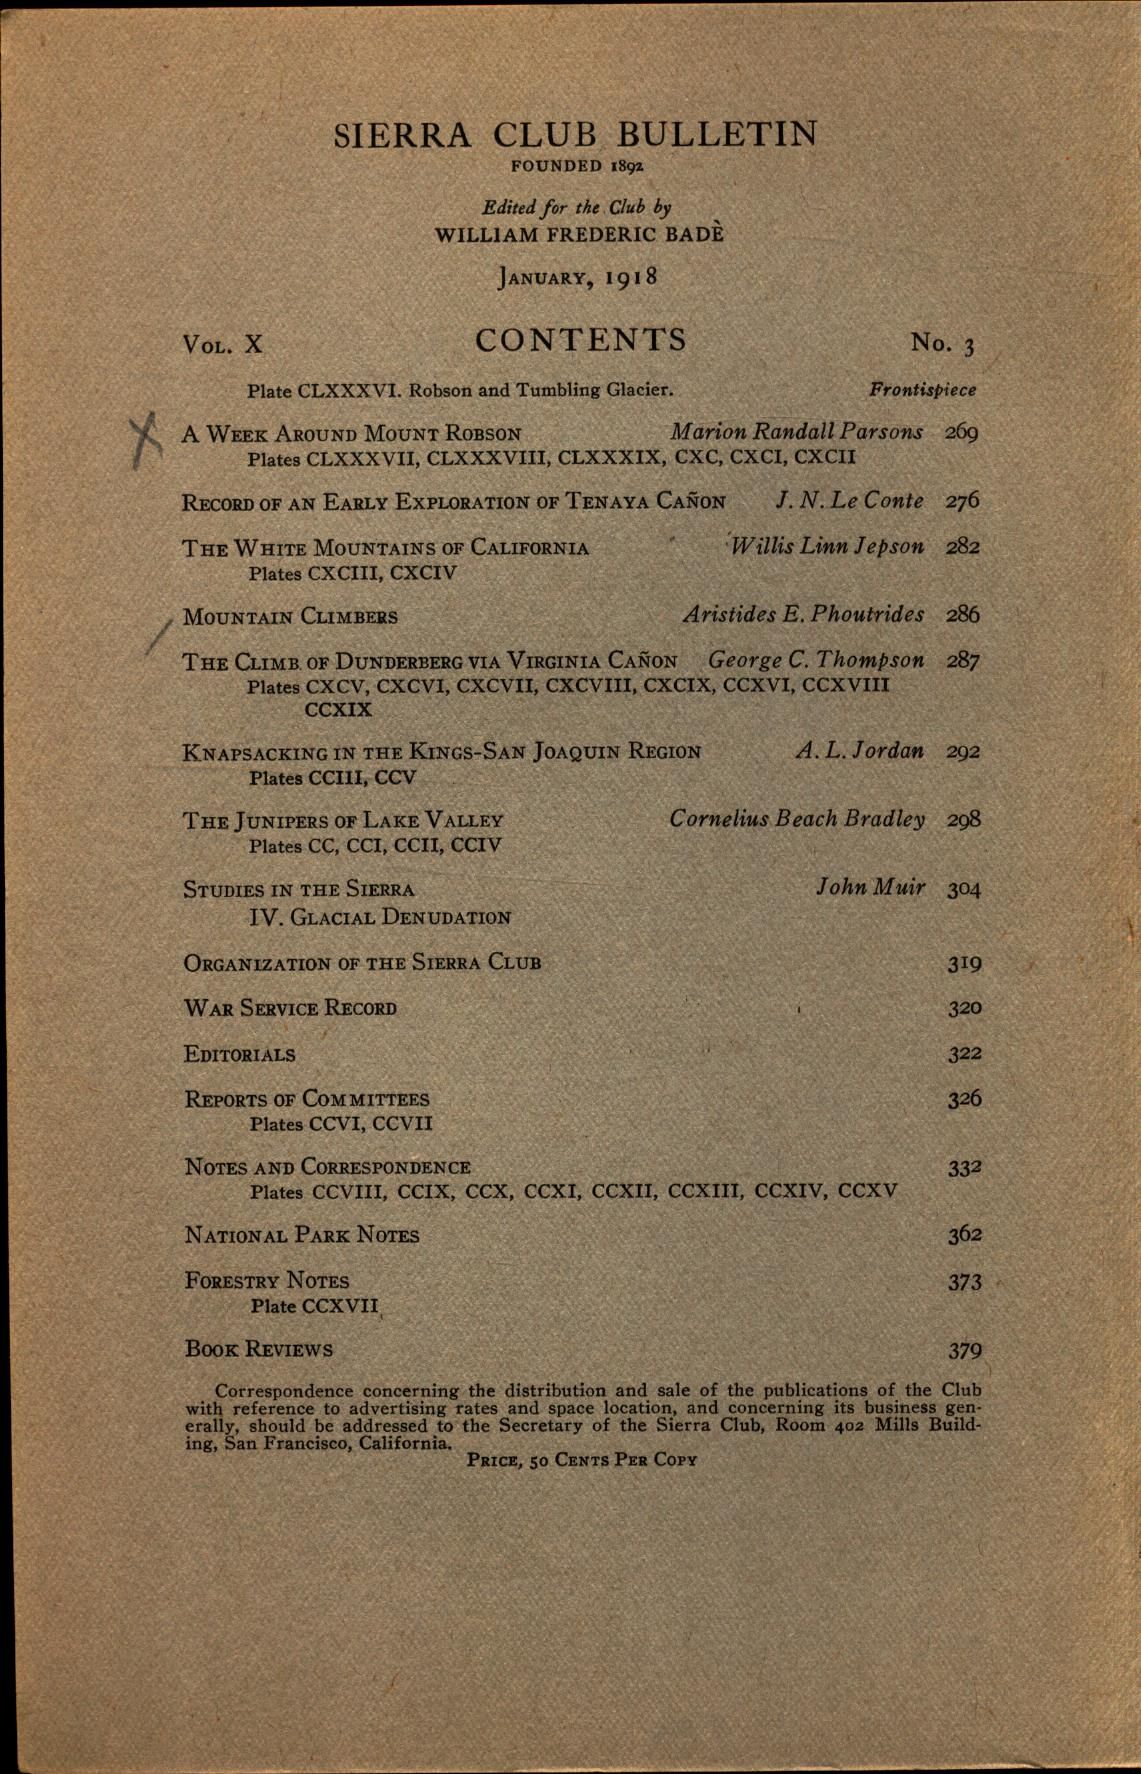 SIERRA CLUB BULLETIN
FOUNDED 1892
Edited for the Club by
WILLIAM FREDERIC BADÈ
JANUARY, 1918
VOL. X CONTENTS No. 3
Plate CLXXXVI. Robson and Tumbling Glacier. Frontispiece
A WEEK AROUND MOUNT ROBSON Marion Randall Parsons 269
Plates CLXXXVII, CLXXXVIII, CLXXXIX, CXC, CXCI, CXCII
RECORD OF AN EARLY EXPLORATION OF TENAYA CAÑON J. N. Le Conte 276
THE WHITE MOUNTAINS OF CALIFORNIA Willis Linn Jepson 282
Plates CXCIII, CXCIV
MOUNTAIN CLIMBERS Aristides E. Phoutrides 286
THE CLIMB OF DUNDERBERG VIA VIRGINIA CAÑON George C. Thompson 287
Plates CXCV, CXCVI, CXCVII, CXCVIII, CXCIX, CCXVI, CCXVIII
CCXIX
KNAPSACKING IN THE KINGS-SAN JOAQUIN REGION A. L. Jordan 292
Plates CCIII, CCV
THE JUNIPERS OF LAKE VALLEY Cornelius Beach Bradley 298
Plates CC, CCI, CCII, CCIV
STUDIES IN THE SIERRA John Muir 304
IV. GLACIAL DENUDATION
ORGANIZATION OF THE SIERRA CLUB 319
WAR SERVICE RECORD 320
EDITORIALS 322
REPORTS OF COMMITTEES 326
Plates CCVI, CCVII
NOTES AND CORRESPONDENCE 332
Plates CCVIII, CCIX, CCX, CCXI, CCXII, CCXIII, CCXIV, CCXV
NATIONAL PARK NOTES 362
FORESTRY NOTES 373
Plate CCXVII
BOOK REVIEWS 379
Correspondence concerning the distribution and sale of the publications of the Club
with reference to advertising rates and space location, and concerning its business gen-
erally, should be addressed to the Secretary of the Sierra Club, Room 402 Mills Build-
ing, San Francisco, California.
PRICE, 50 CENTS PER COPY